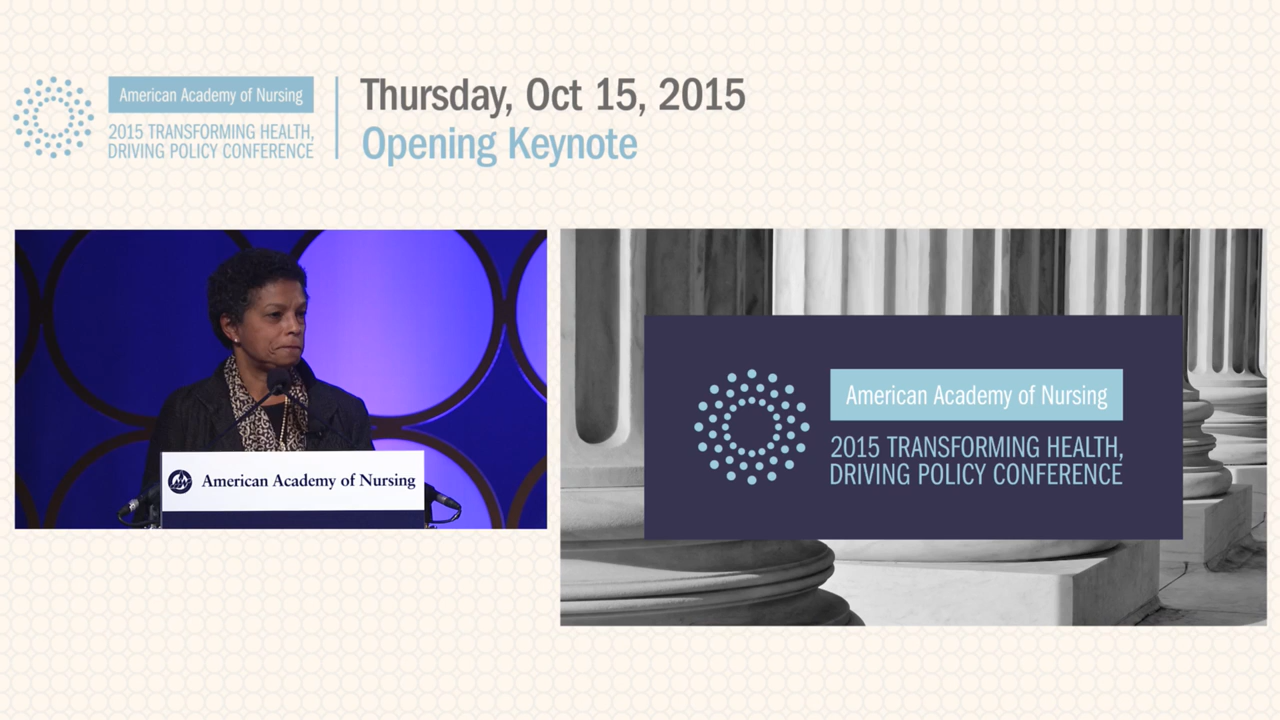 American Academy of Nursing
2015 TRANSFORMING HEALTH,
DRIVING POLICY CONFERENCE
Thursday, Oct 15, 2015
Opening Keynote
American Academy of Nursing
American Academy of Nursing
2015 TRANSFORMING HEALTH,
DRIVING POLICY CONFERENCE